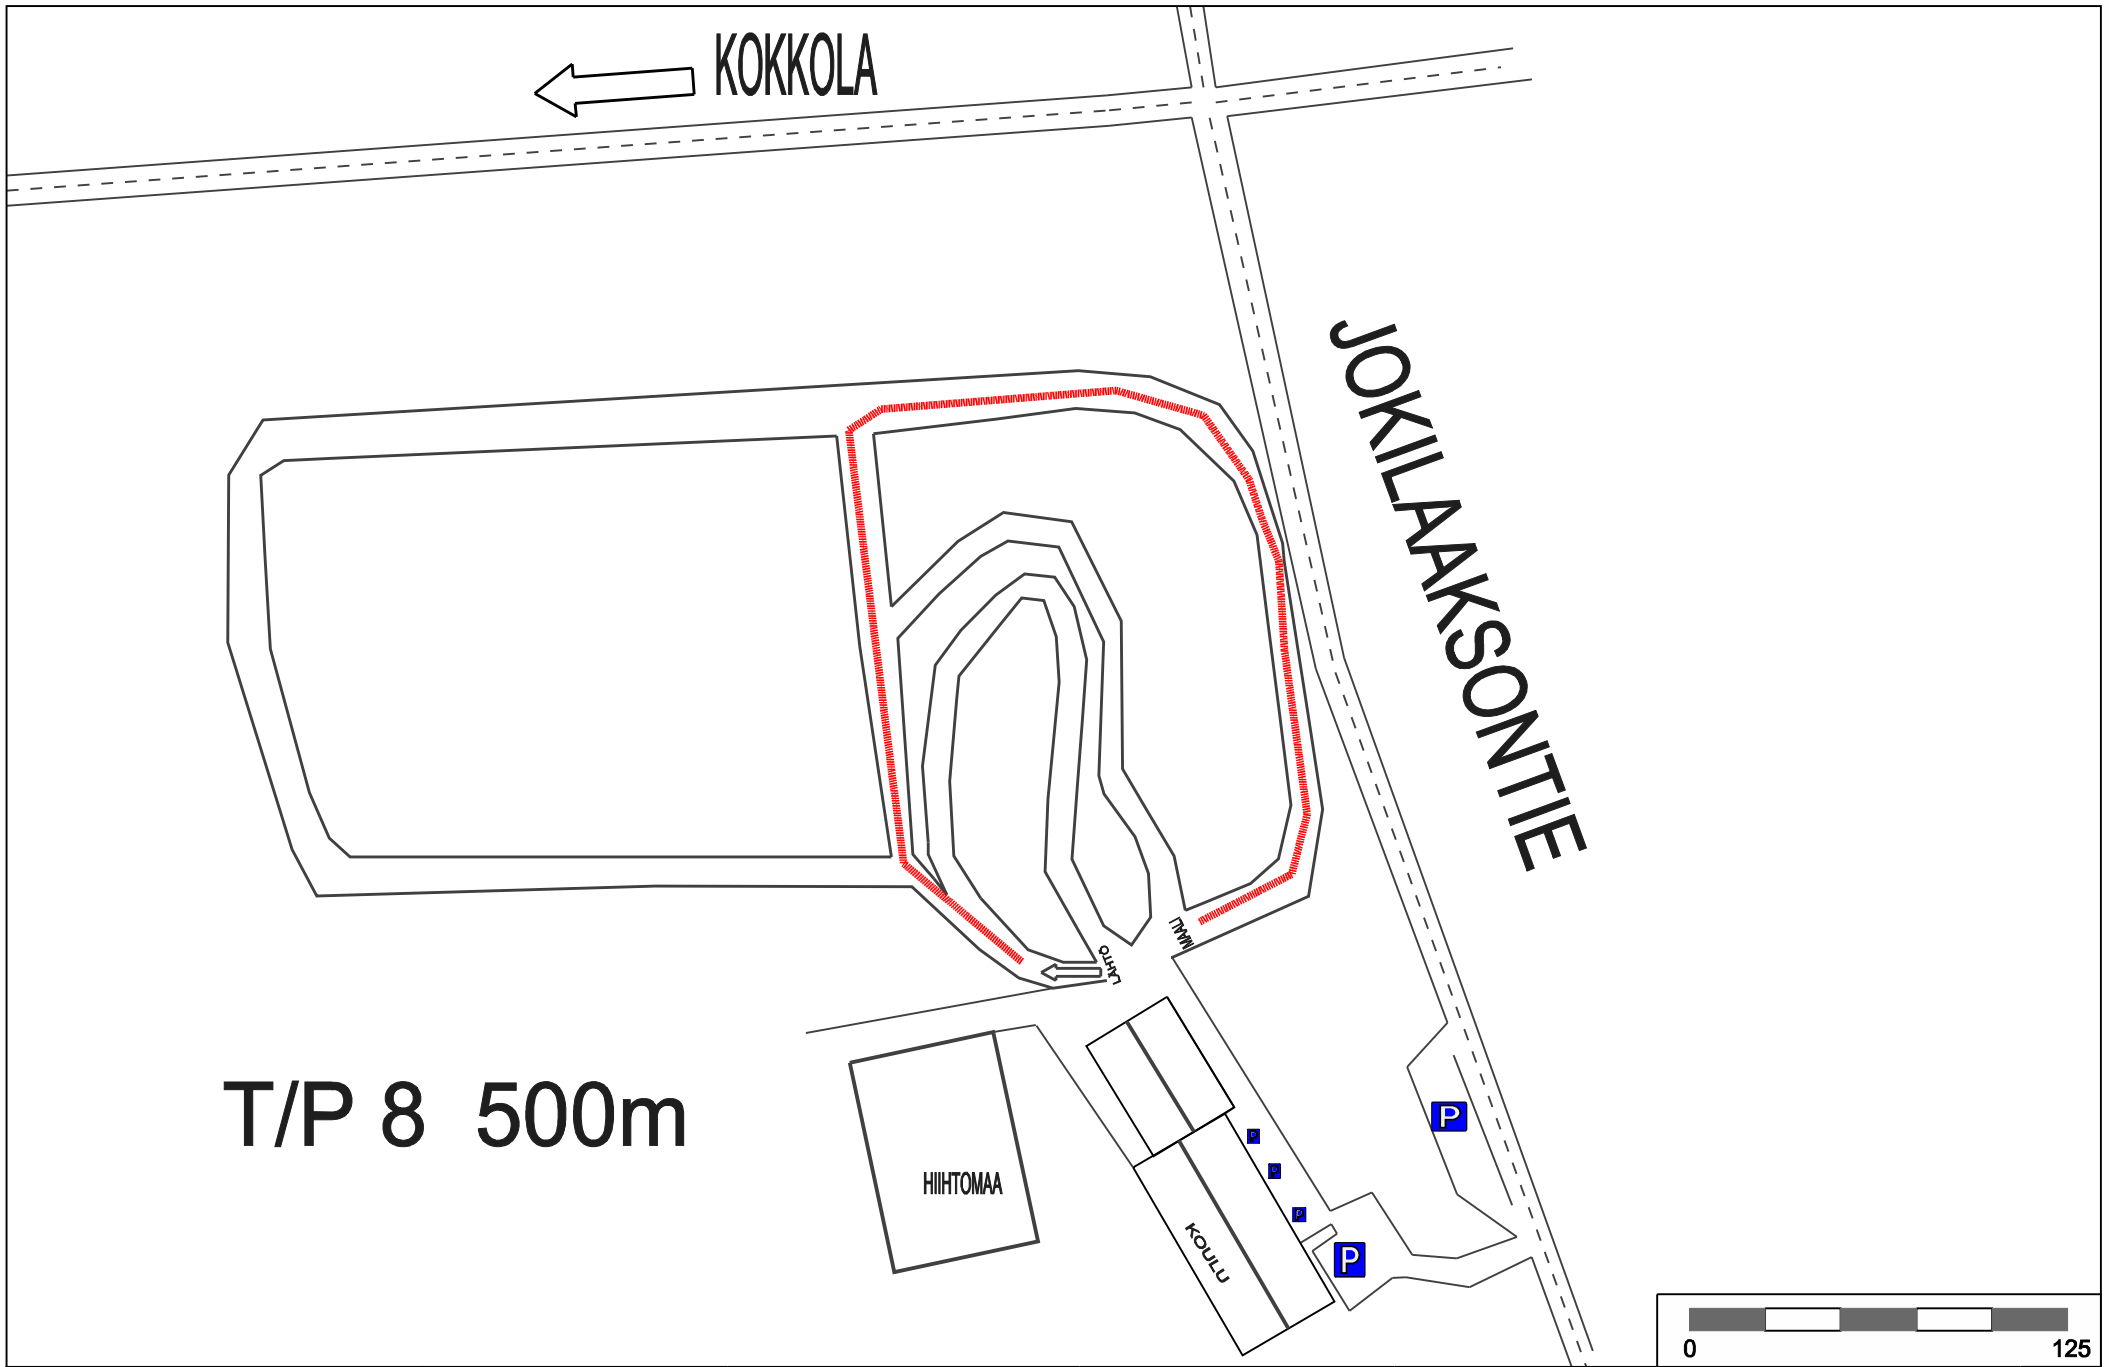 KOKKOLA
JOKILAAKSONTIE
MAALI
LÄHTÖ
T/P 8 500m
HIIHTOMAA
KOULU
P
P
P
P
P
0 125